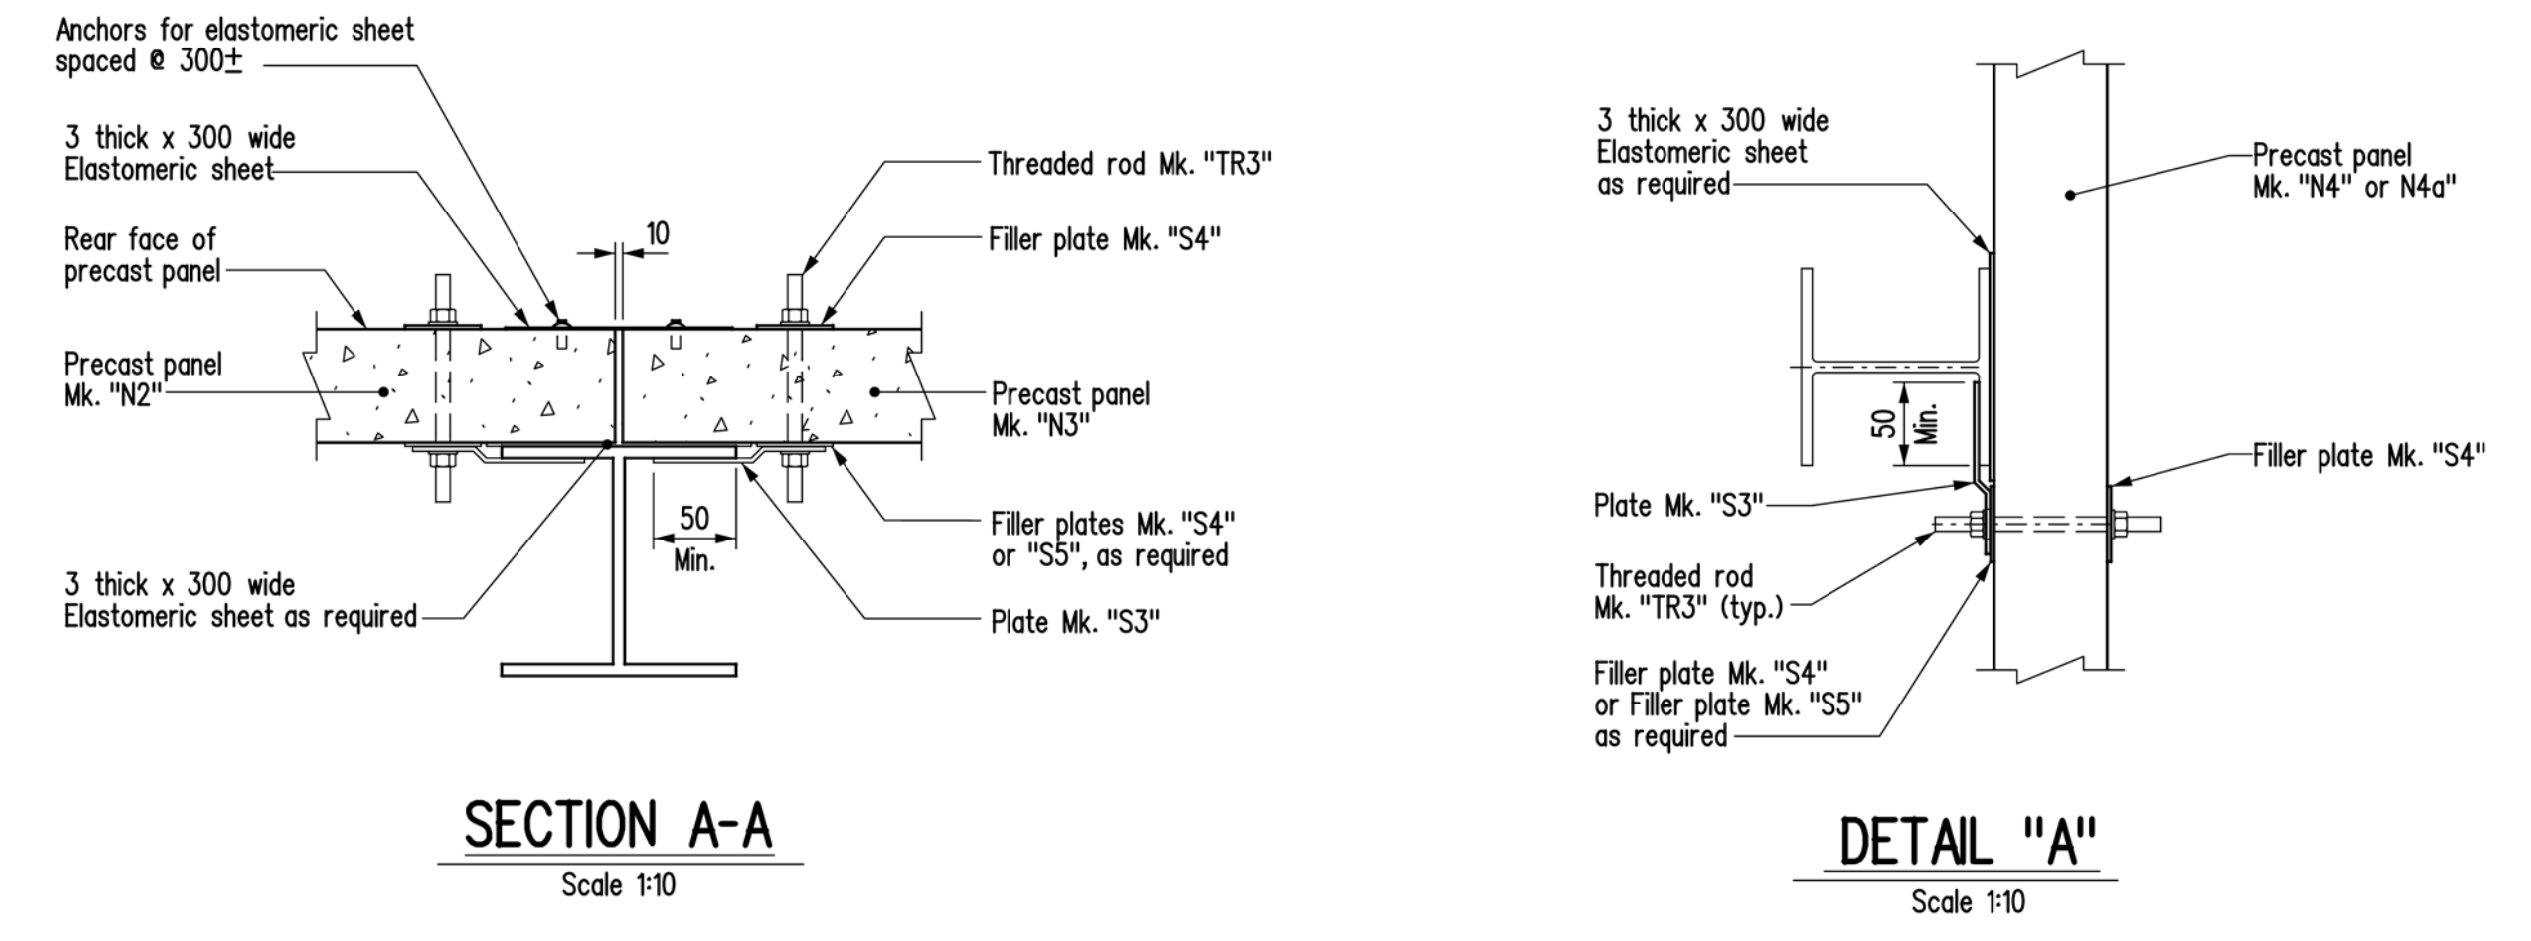 Anchors for elastomeric sheet
spaced @ 300±
3 thick x 300 wide
Elastomeric sheet
Rear face of
precast panel
Precast panel
Mk. "N2"
3 thick x 300 wide
Elastomeric sheet as required
10
Threaded rod Mk. "TR3"
Filler plate Mk. "S4"
Precast panel
Mk. "N3"
50
Min.
Filler plates Mk. "S4"
or "S5", as required
Plate Mk. "S3"
SECTION A-A
Scale 1:10
3 thick x 300 wide
Elastomeric sheet
as required
Precast panel
Mk. "N4" or N4a"
50
Min.
Filler plate Mk. "S4"
Plate Mk. "S3"
Threaded rod
Mk. "TR3" (typ.)
Filler plate Mk. "S4"
or Filler plate Mk. "S5"
as required
DETAIL "A"
Scale 1:10